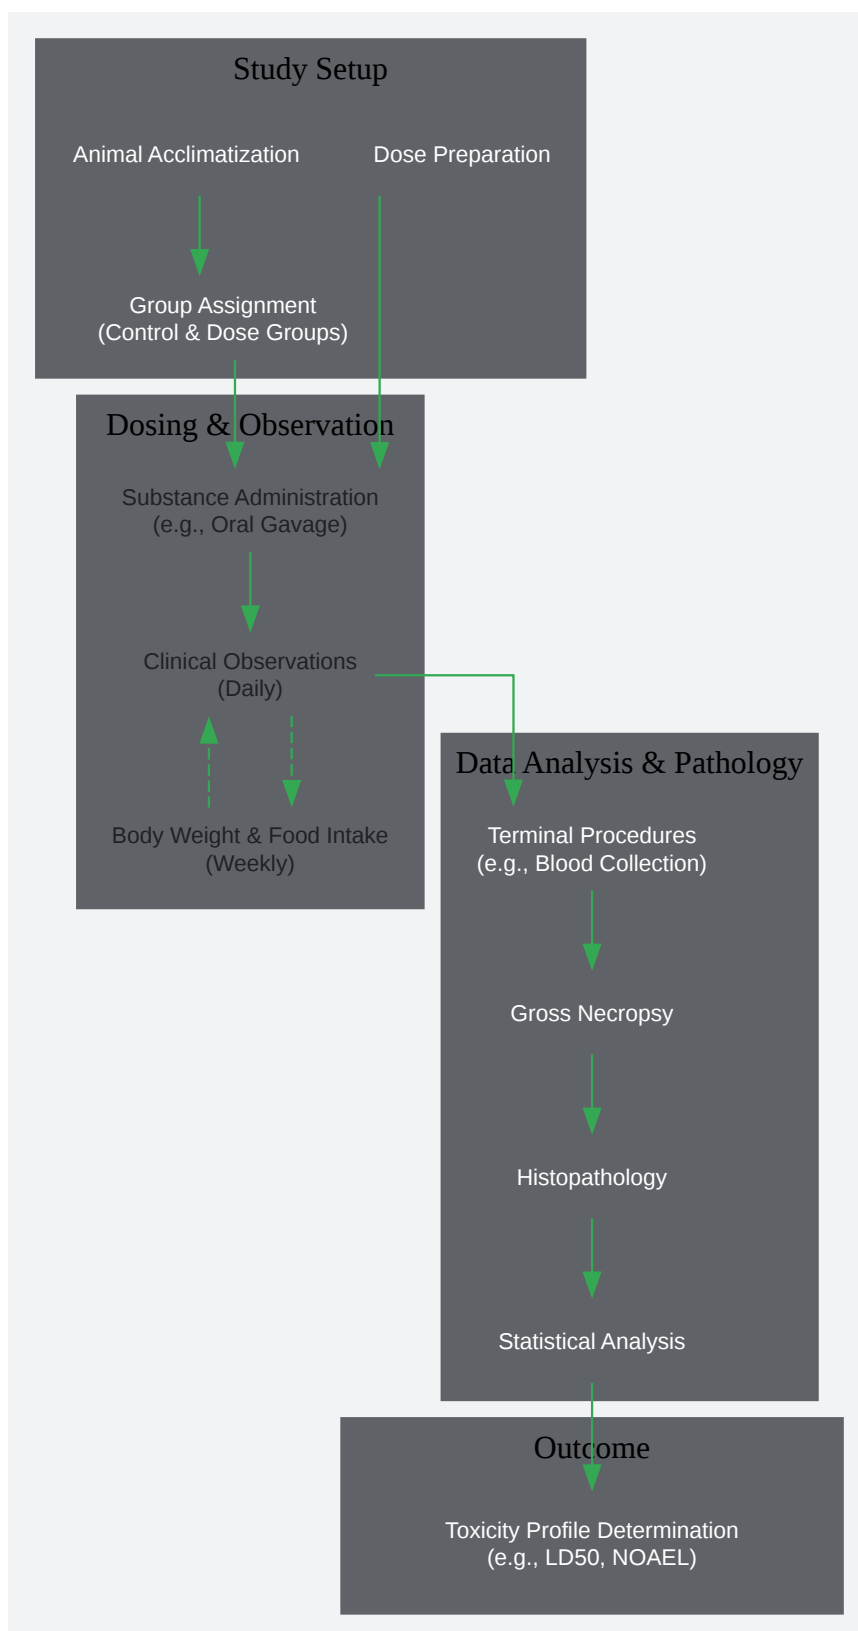 Study Setup
Animal Acclimatization
Dose Preparation
Group Assignment
(Control & Dose Groups)
Dosing & Observation
Substance Administration
(e.g., Oral Gavage)
Clinical Observations
(Daily)
Body Weight & Food Intake
(Weekly)
Data Analysis & Pathology
Terminal Procedures
(e.g., Blood Collection)
Gross Necropsy
Histopathology
Statistical Analysis
Outcome
Toxicity Profile Determination
(e.g., LD50, NOAEL)